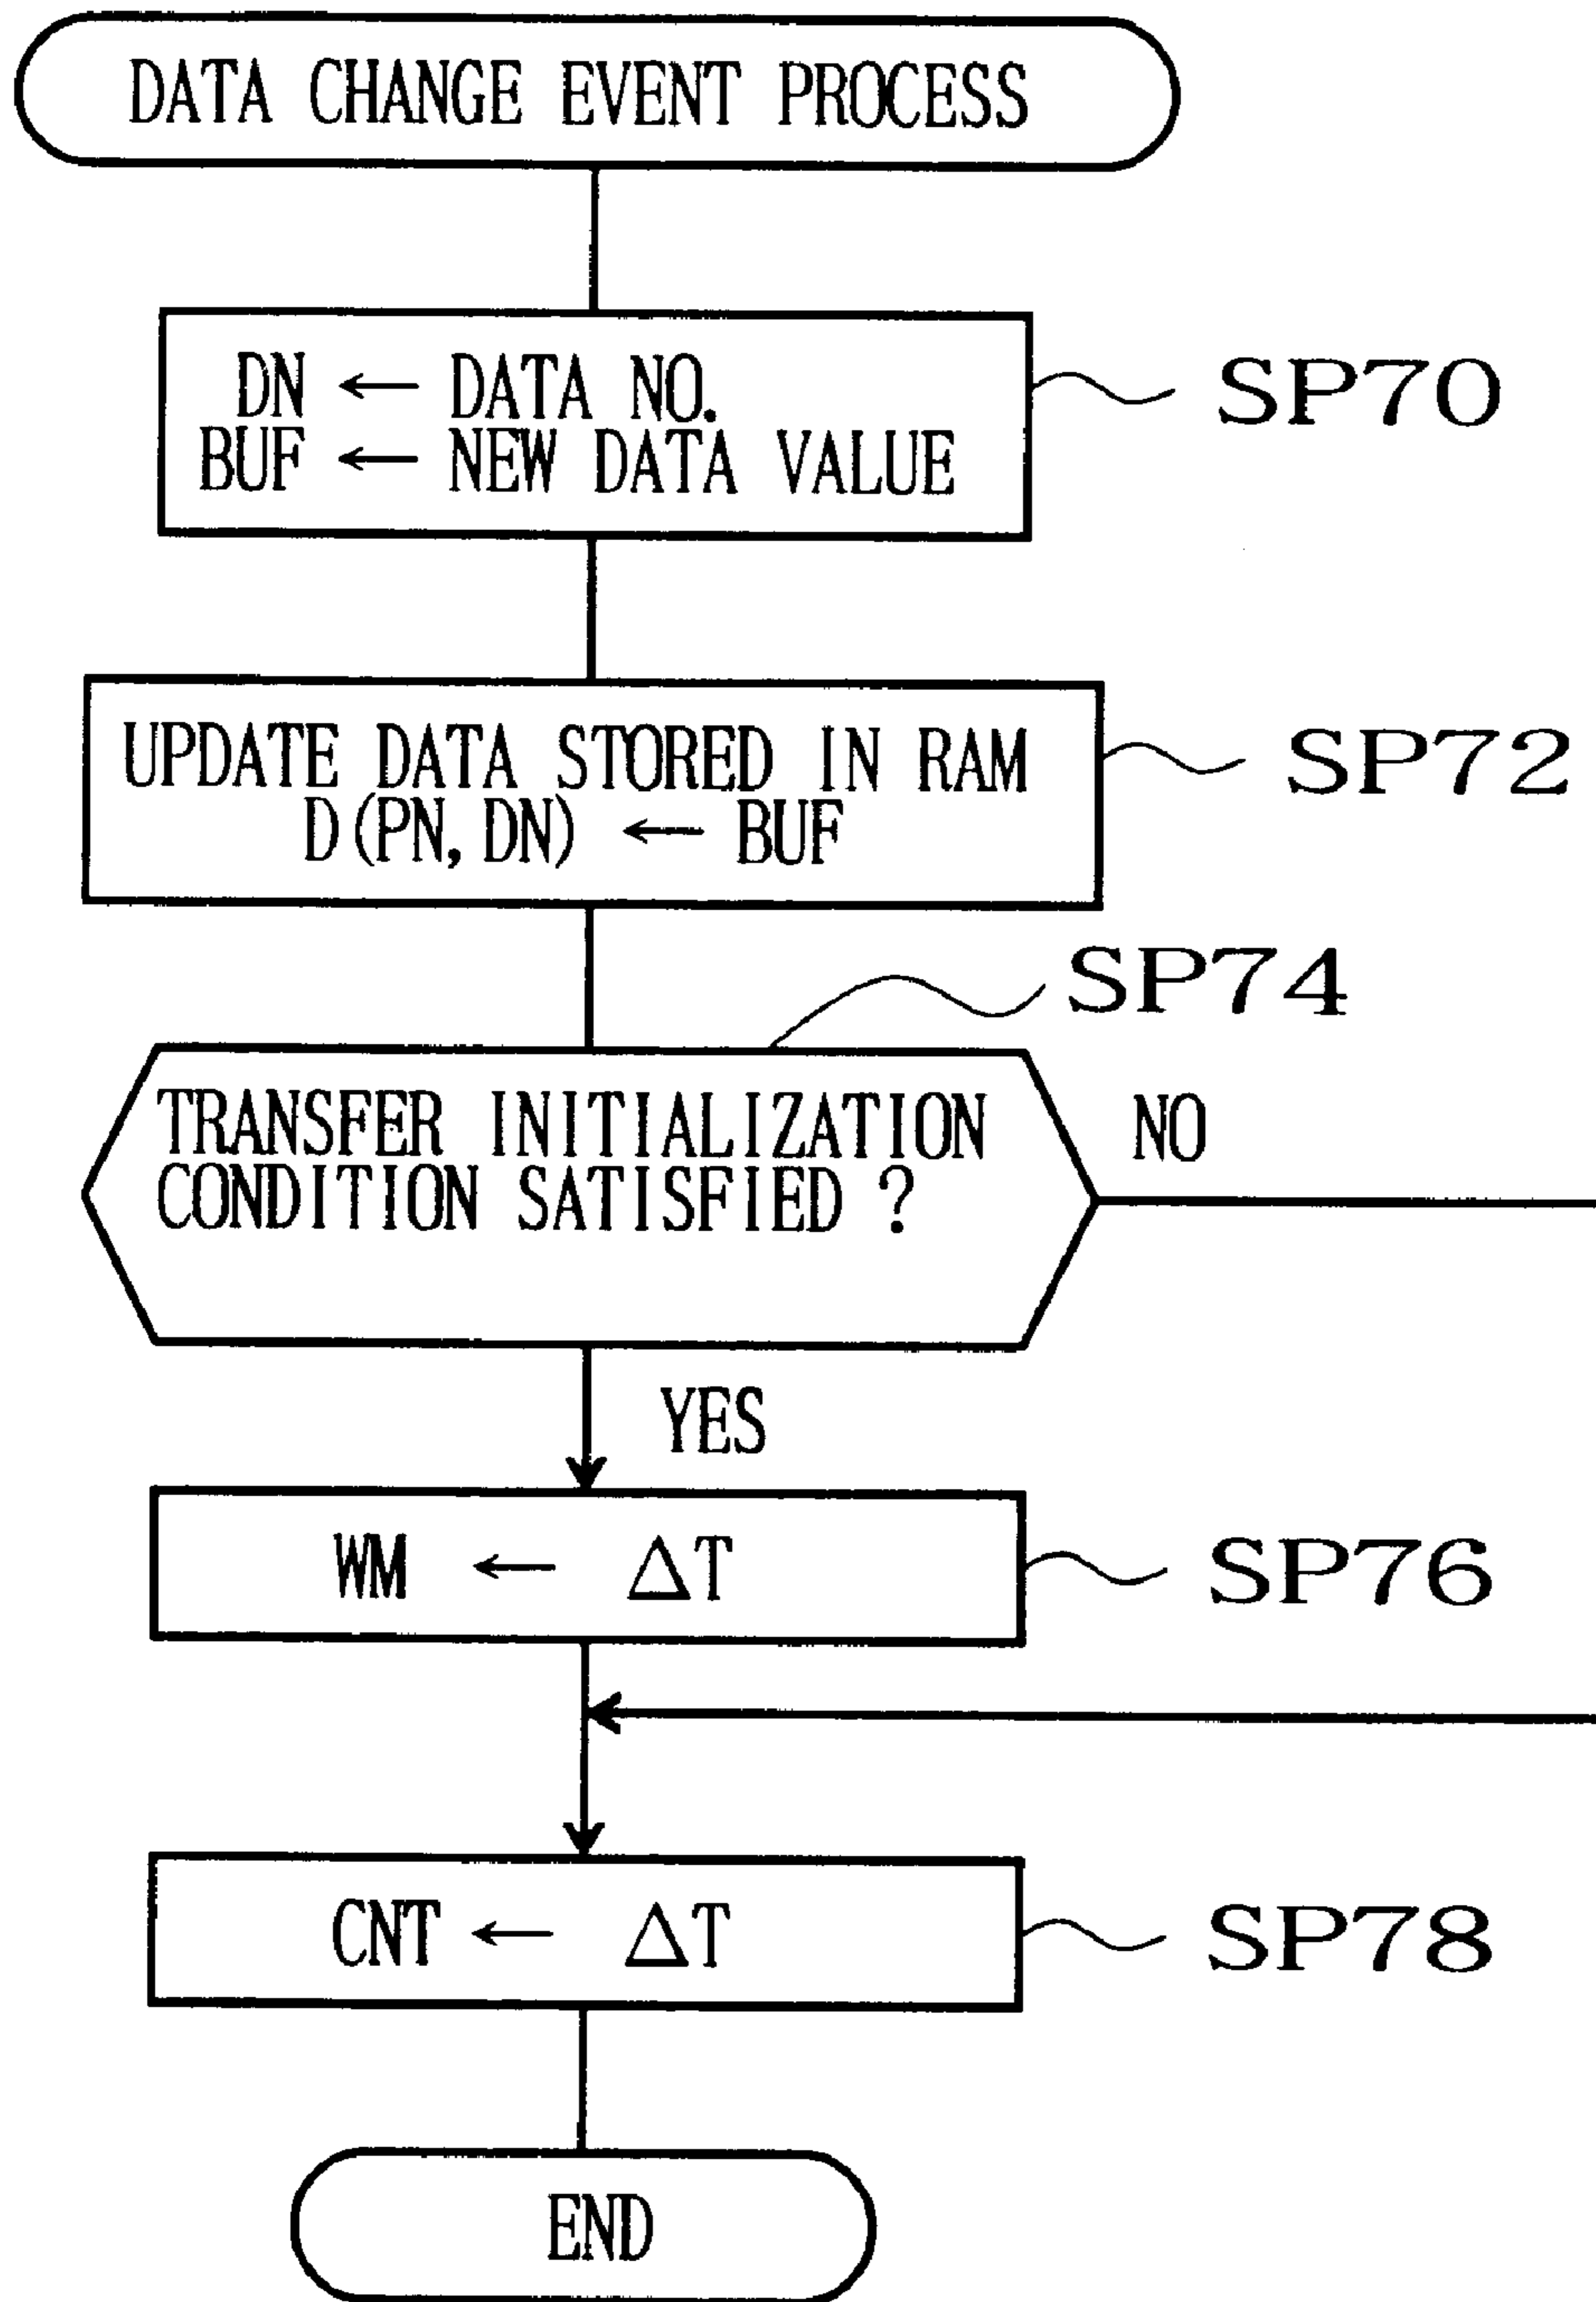 DATA CHANGE EVENT PROCESS
DN ← DATA NO.
BUF ← NEW DATA VALUE
SP70
UPDATE DATA STORED IN RAM
D(PN, DN) ← BUF
SP72
SP74
TRANSFER INITIALIZATION
CONDITION SATISFIED ?
NO
YES
WM ← ΔT
SP76
CNT ← ΔT
SP78
END